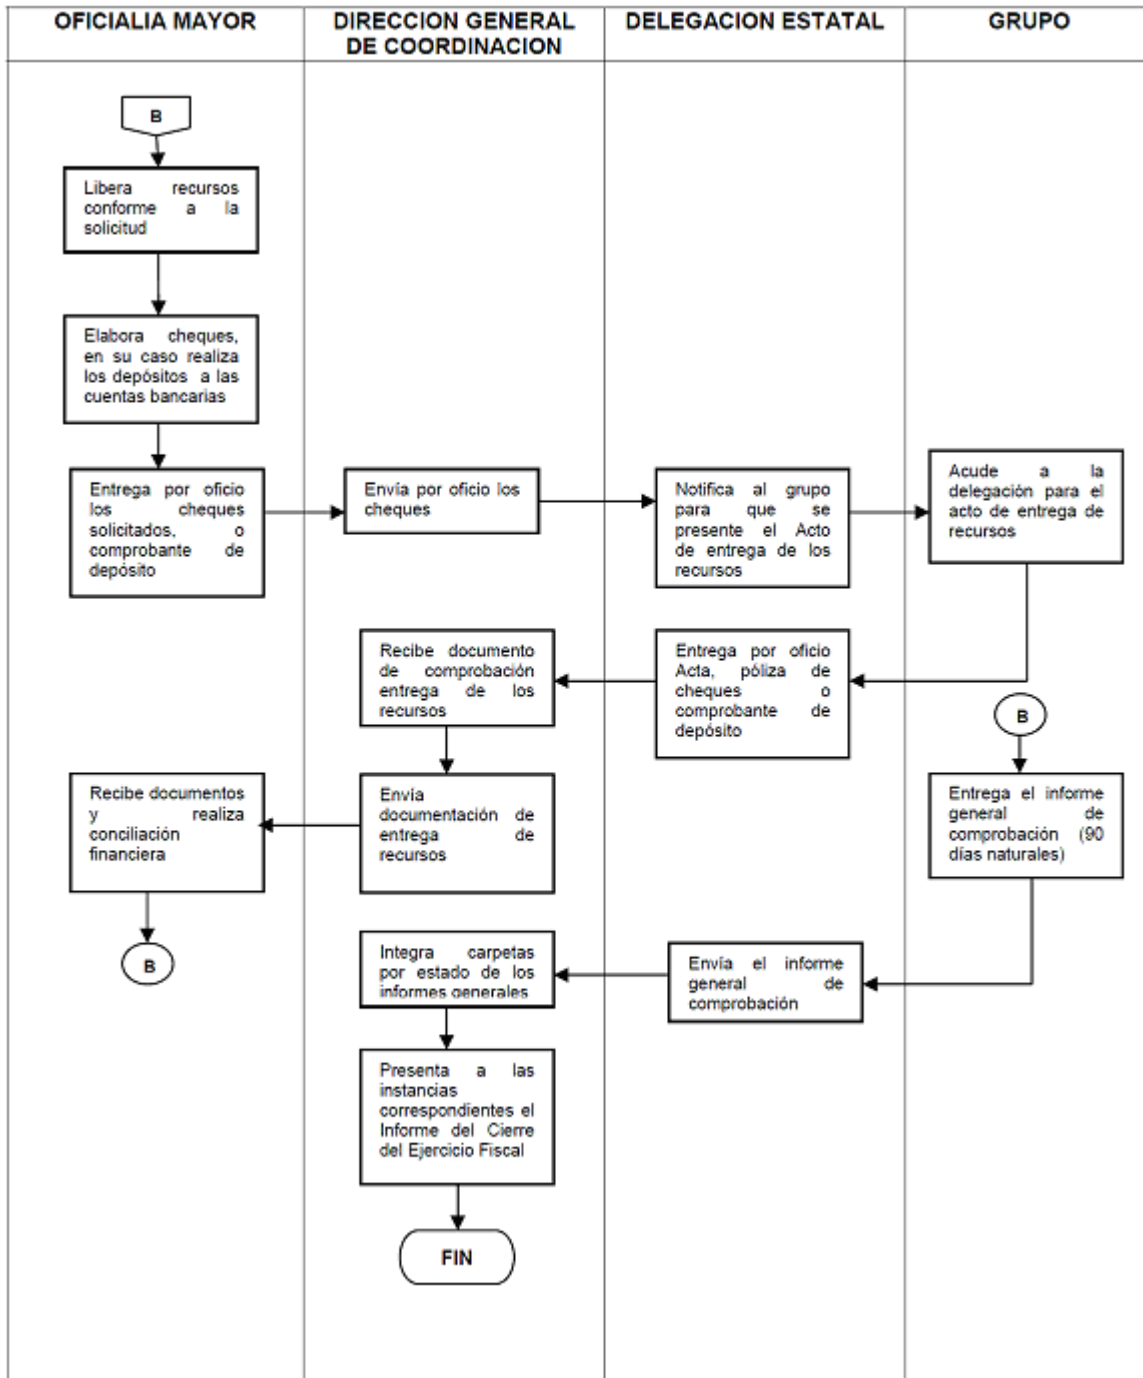 OFICIALIA MAYOR
DIRECCION GENERAL
DE COORDINACION
DELEGACION ESTATAL
GRUPO
B
Libera recursos
conforme a la
solicitud
Elabora cheques,
en su caso realiza
los depósitos a las
cuentas bancarias
Entrega por oficio
los cheques
solicitados, o
comprobante de
depósito
Envía por oficio los
cheques
Notifica al grupo
para que se
presente el Acto
de entrega de los
recursos
Acude a la
delegación para el
acto de entrega de
recursos
Recibe documento
de comprobación
entrega de los
recursos
Entrega por oficio
Acta, póliza de
cheques o
comprobante de
depósito
B
Recibe documentos
y realiza
conciliación
financiera
Envía
documentación de
entrega de
recursos
Entrega el informe
general de
comprobación (90
días naturales)
B
Integra carpetas
por estado de los
informes generales
Envía el informe
general de
comprobación
Presenta a las
instancias
correspondientes el
Informe del Cierre
del Ejercicio Fiscal
FIN